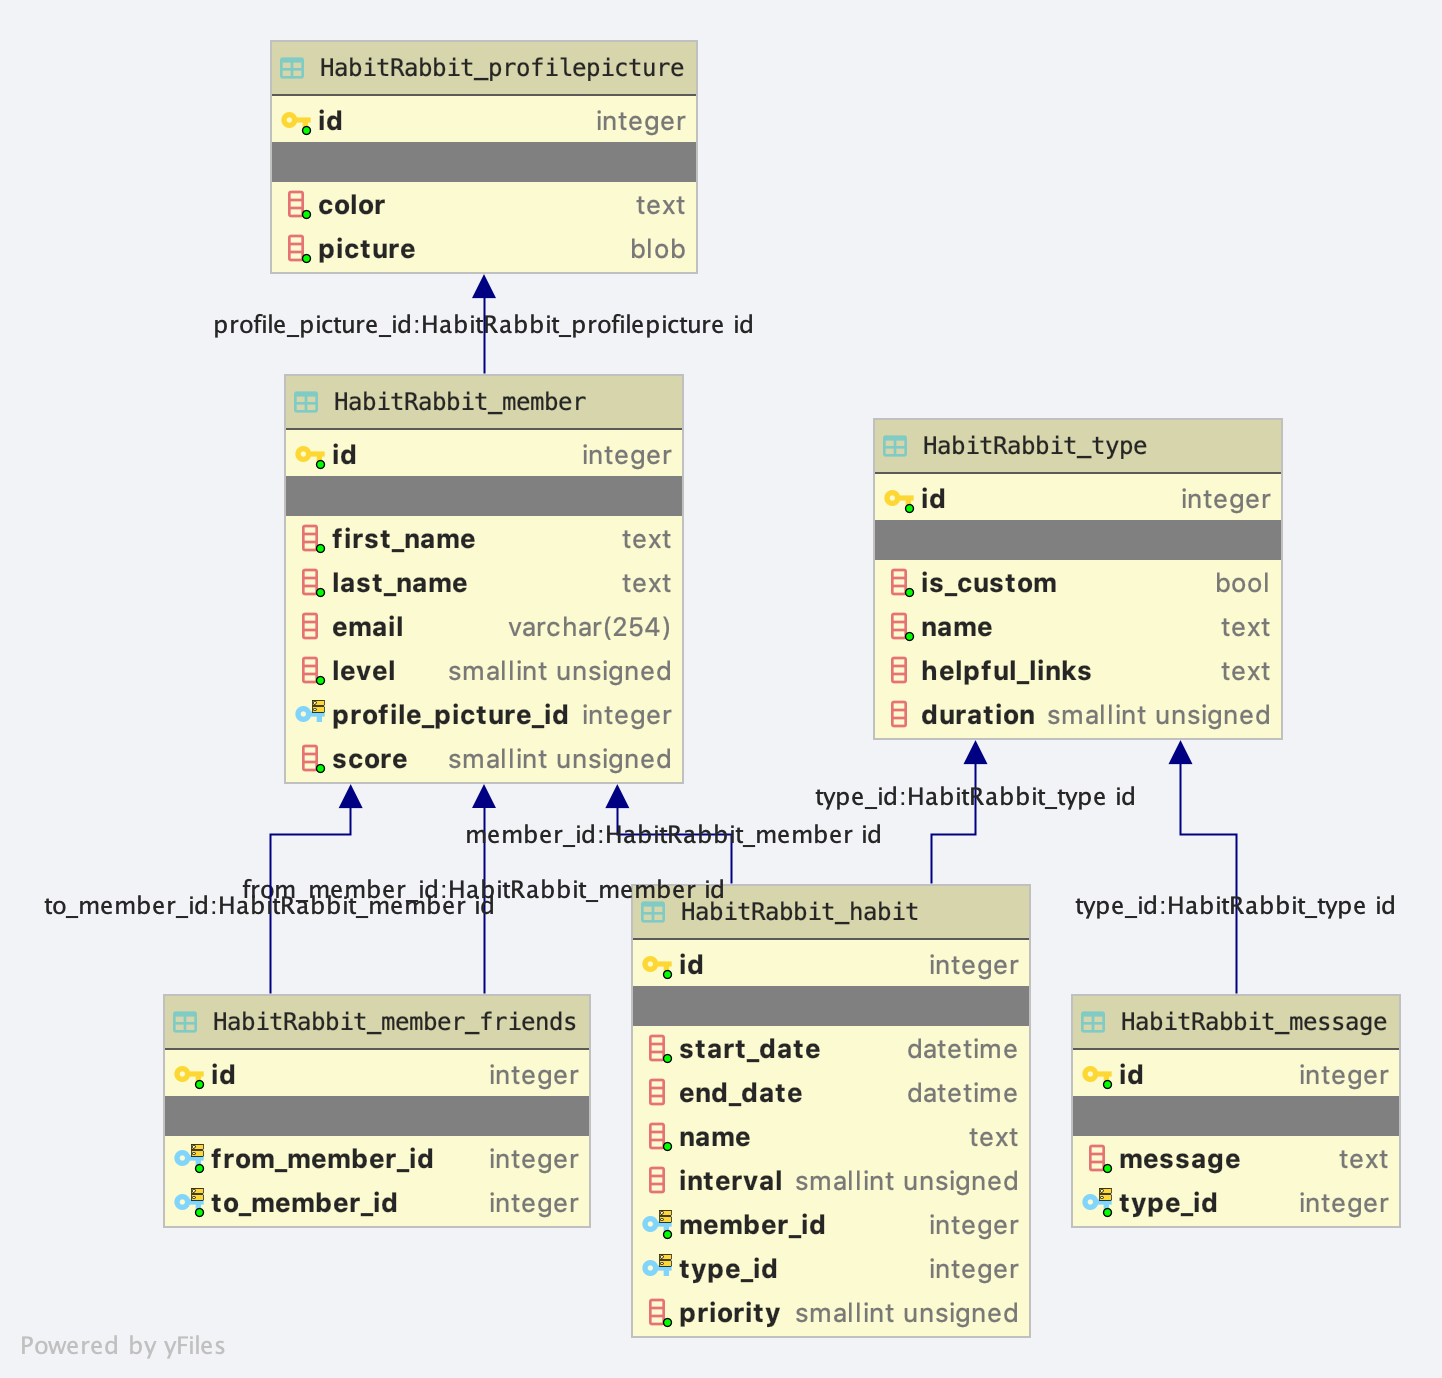 HabitRabbit_profilepicture
id integer
color text
picture blob
profile_picture_id:HabitRabbit_profilepicture id
HabitRabbit_member
id integer
first_name text
last_name text
email varchar(254)
level smallint unsigned
profile_picture_id integer
score smallint unsigned
HabitRabbit_type
id integer
is_custom bool
name text
helpful_links text
duration smallint unsigned
type_id:HabitRabbit_type id
member_id:HabitRabbit_member id
from_member_id:HabitRabbit_member id
to_member_id:HabitRabbit_member id
type_id:HabitRabbit_type id
HabitRabbit_member_friends
id integer
from_member_id integer
to_member_id integer
HabitRabbit_habit
id integer
start_date datetime
end_date datetime
name text
interval smallint unsigned
member_id integer
type_id integer
priority smallint unsigned
HabitRabbit_message
id integer
message text
type_id integer
Powered by yFiles